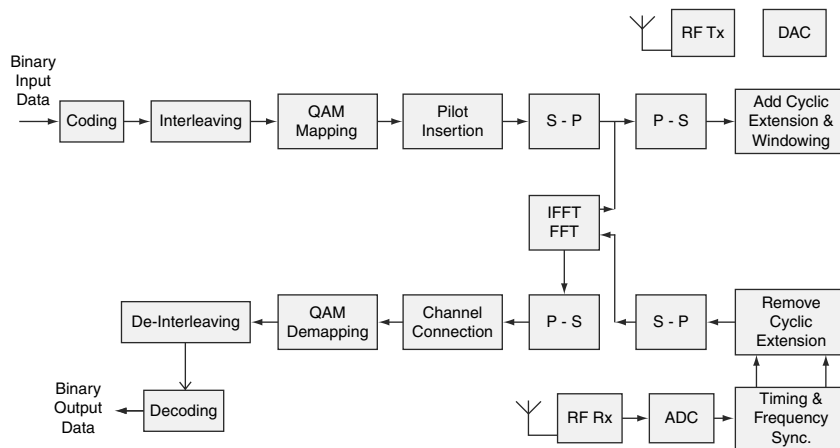 RF Tx
DAC
Binary
Input
Data
Coding
Interleaving
QAM
Mapping
Pilot
Insertion
S - P
P - S
Add Cyclic
Extension &
Windowing
IFFT
FFT
De-Interleaving
QAM
Demapping
Channel
Connection
P - S
S - P
Remove
Cyclic
Extension
Binary
Output
Data
Decoding
RF Rx
ADC
Timing &
Frequency
Sync.